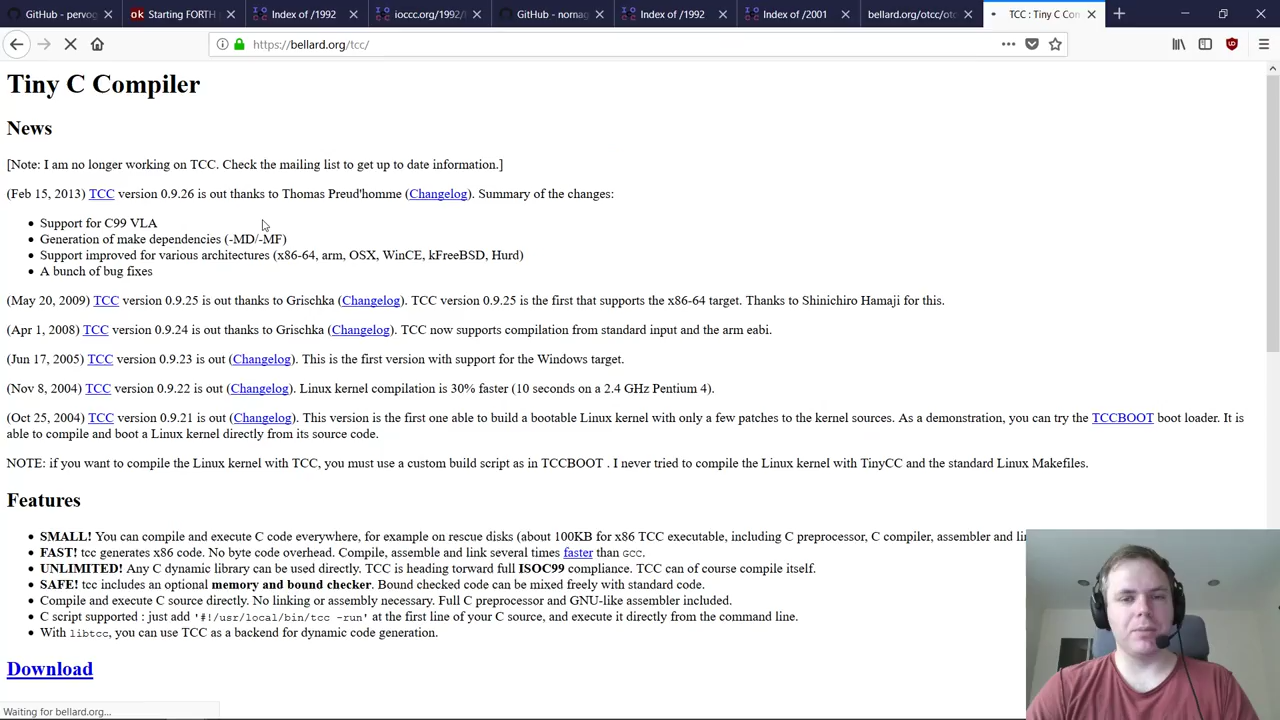 GitHub - pervog
Starting FORTH
Index of /1992
ioccc.org/1992/
GitHub - nornag
Index of /1992
Index of /2001
bellard.org/otcc/otc
TCC : Tiny C Com
https://bellard.org/tcc/
Tiny C Compiler
News
[Note: I am no longer working on TCC. Check the mailing list to get up to date information.]
(Feb 15, 2013) TCC version 0.9.26 is out thanks to Thomas Preud'homme (Changelog). Summary of the changes:
Support for C99 VLA
Generation of make dependencies (-MD/-MF)
Support improved for various architectures (x86-64, arm, OSX, WinCE, kFreeBSD, Hurd)
A bunch of bug fixes
(May 20, 2009) TCC version 0.9.25 is out thanks to Grischka (Changelog). TCC version 0.9.25 is the first that supports the x86-64 target. Thanks to Shinichiro Hamaji for this.
(Apr 1, 2008) TCC version 0.9.24 is out thanks to Grischka (Changelog). TCC now supports compilation from standard input and the arm eabi.
(Jun 17, 2005) TCC version 0.9.23 is out (Changelog). This is the first version with support for the Windows target.
(Nov 8, 2004) TCC version 0.9.22 is out (Changelog). Linux kernel compilation is 30% faster (10 seconds on a 2.4 GHz Pentium 4).
(Oct 25, 2004) TCC version 0.9.21 is out (Changelog). This version is the first one able to build a bootable Linux kernel with only a few patches to the kernel sources. As a demonstration, you can try the TCCBOOT boot loader. It is
able to compile and boot a Linux kernel directly from its source code.
NOTE: if you want to compile the Linux kernel with TCC, you must use a custom build script as in TCCBOOT . I never tried to compile the Linux kernel with TinyCC and the standard Linux Makefiles.
Features
SMALL! You can compile and execute C code everywhere, for example on rescue disks (about 100KB for x86 TCC executable, including C preprocessor, C compiler, assembler and lin
FAST! tcc generates x86 code. No byte code overhead. Compile, assemble and link several times faster than GCC.
UNLIMITED! Any C dynamic library can be used directly. TCC is heading torward full ISOC99 compliance. TCC can of course compile itself.
SAFE! tcc includes an optional memory and bound checker. Bound checked code can be mixed freely with standard code.
Compile and execute C source directly. No linking or assembly necessary. Full C preprocessor and GNU-like assembler included.
C script supported : just add '#!/usr/local/bin/tcc -run' at the first line of your C source, and execute it directly from the command line.
With libtcc, you can use TCC as a backend for dynamic code generation.
Download
Waiting for bellard.org...